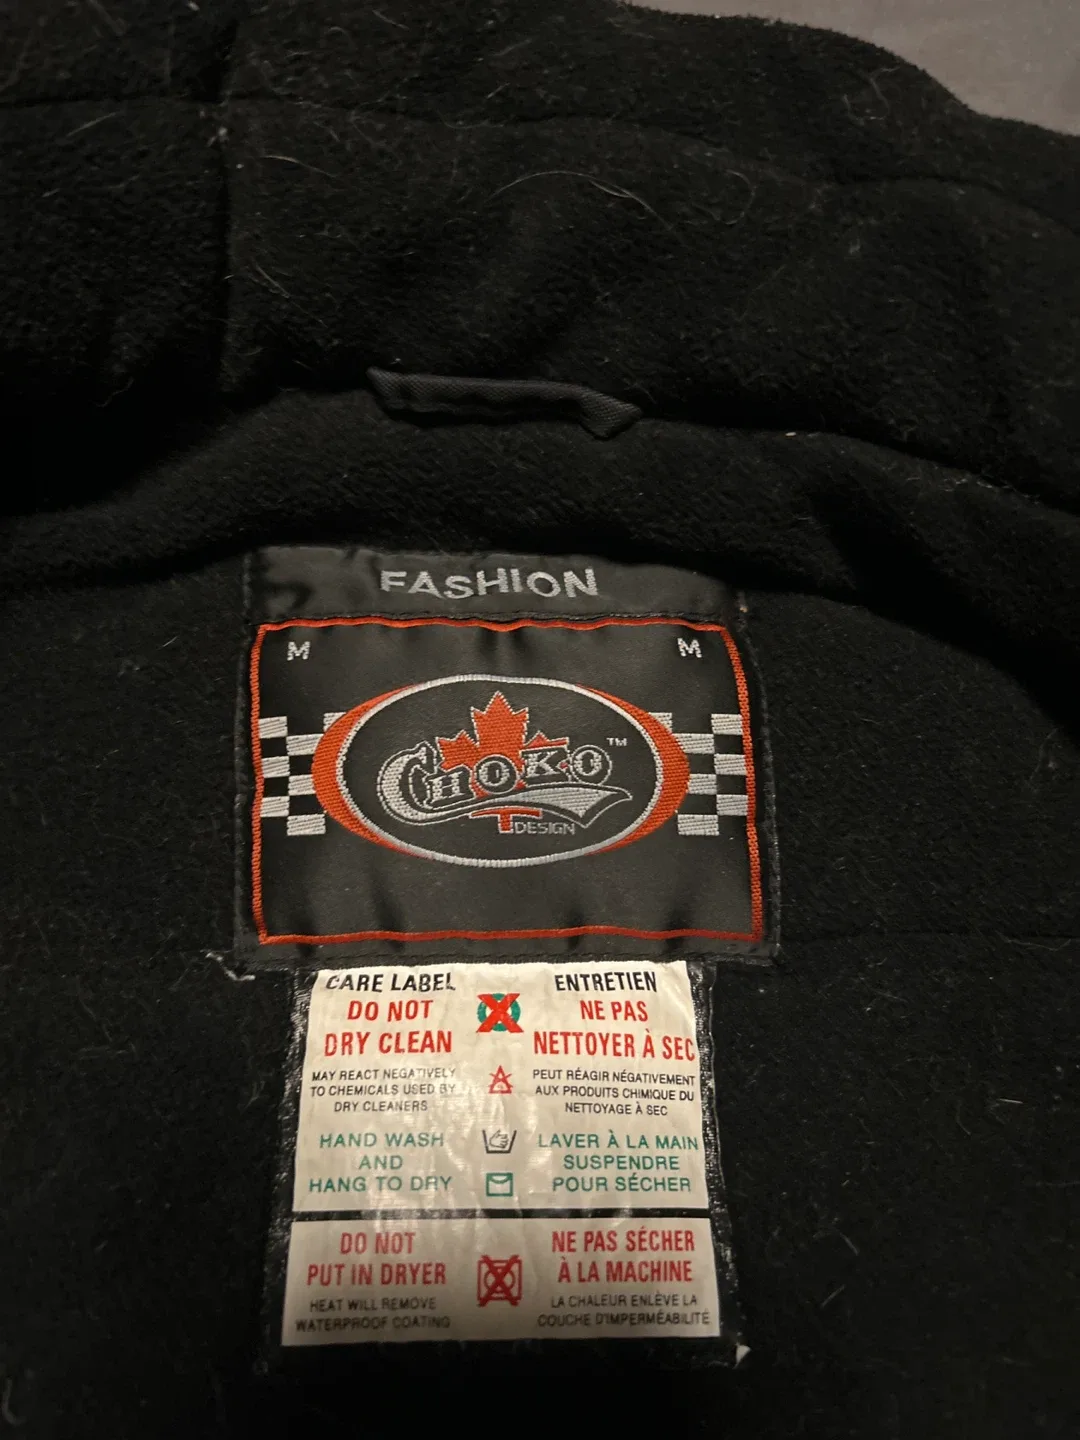 FASHION
M
M
CHOKO™
DESIGN
CARE LABEL
DO NOT
DRY CLEAN
MAY REACT NEGATIVELY
TO CHEMICALS USED BY
DRY CLEANERS
HAND WASH
AND
HANG TO DRY
ENTRETIEN
NE PAS
NETTOYER À SEC
PEUT RÉAGIR NÉGATIVEMENT
AUX PRODUITS CHIMIQUE DU
NETTOYAGE À SEC
LAVER À LA MAIN
SUSPENDRE
POUR SÉCHER
DO NOT
PUT IN DRYER
HEAT WILL REMOVE
WATERPROOF COATING
NE PAS SÉCHER
À LA MACHINE
LA CHALEUR ENLÈVE LA
COUCHE D'IMPERMÉABILITÉ